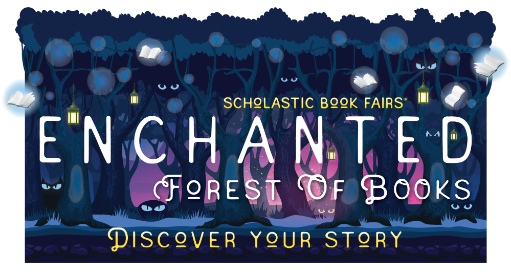 SCHOLASTIC BOOK FAIRS®
ENCHANTED
FOREST OF BOOKS
DISCOVER YOUR STORY